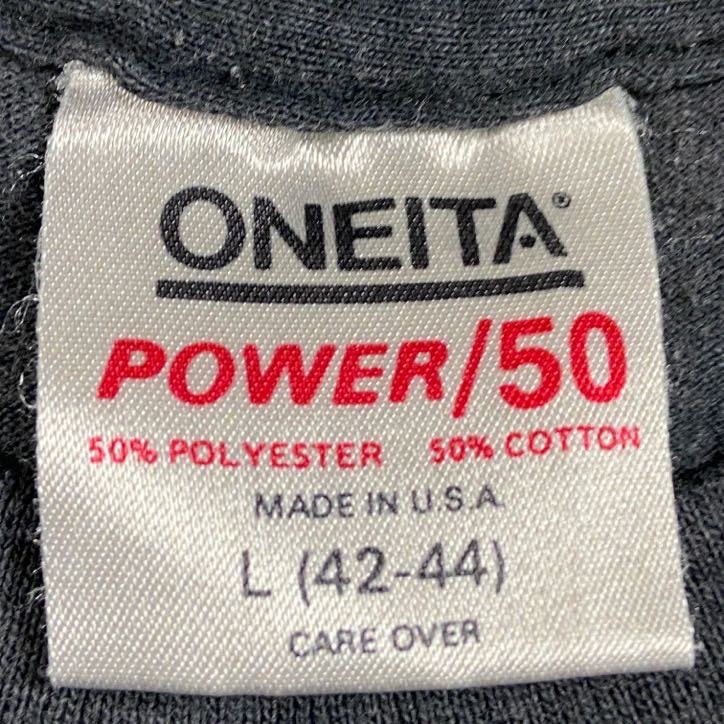 ONEITA®
POWER/50
50% POLYESTER 50% COTTON
MADE IN U.S.A.
L (42-44)
CARE OVER